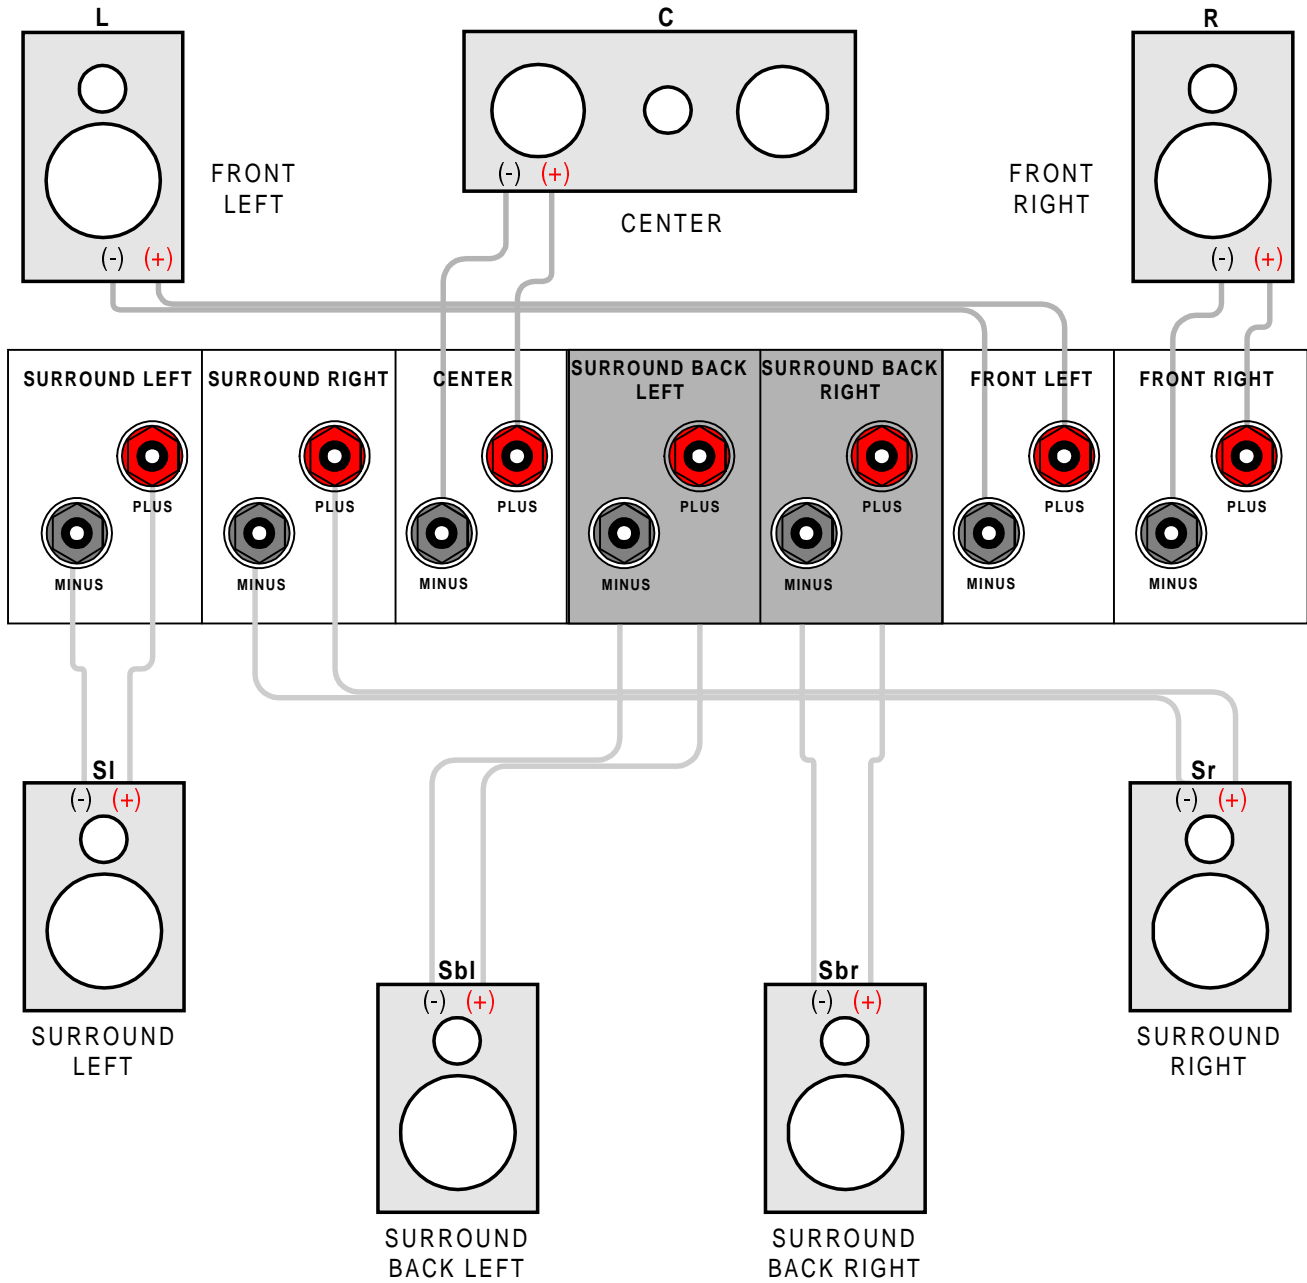 L
C
R
FRONT
LEFT
(-) (+)
(-) (+)
CENTER
FRONT
RIGHT
(-) (+)
SURROUND LEFT
SURROUND RIGHT
CENTER
SURROUND BACK
LEFT
SURROUND BACK
RIGHT
FRONT LEFT
FRONT RIGHT
PLUS
PLUS
PLUS
PLUS
PLUS
PLUS
PLUS
MINUS
MINUS
MINUS
MINUS
MINUS
MINUS
MINUS
Sl
(-) (+)
SURROUND
LEFT
Sbl
(-) (+)
SURROUND
BACK LEFT
Sbr
(-) (+)
SURROUND
BACK RIGHT
Sr
(-) (+)
SURROUND
RIGHT